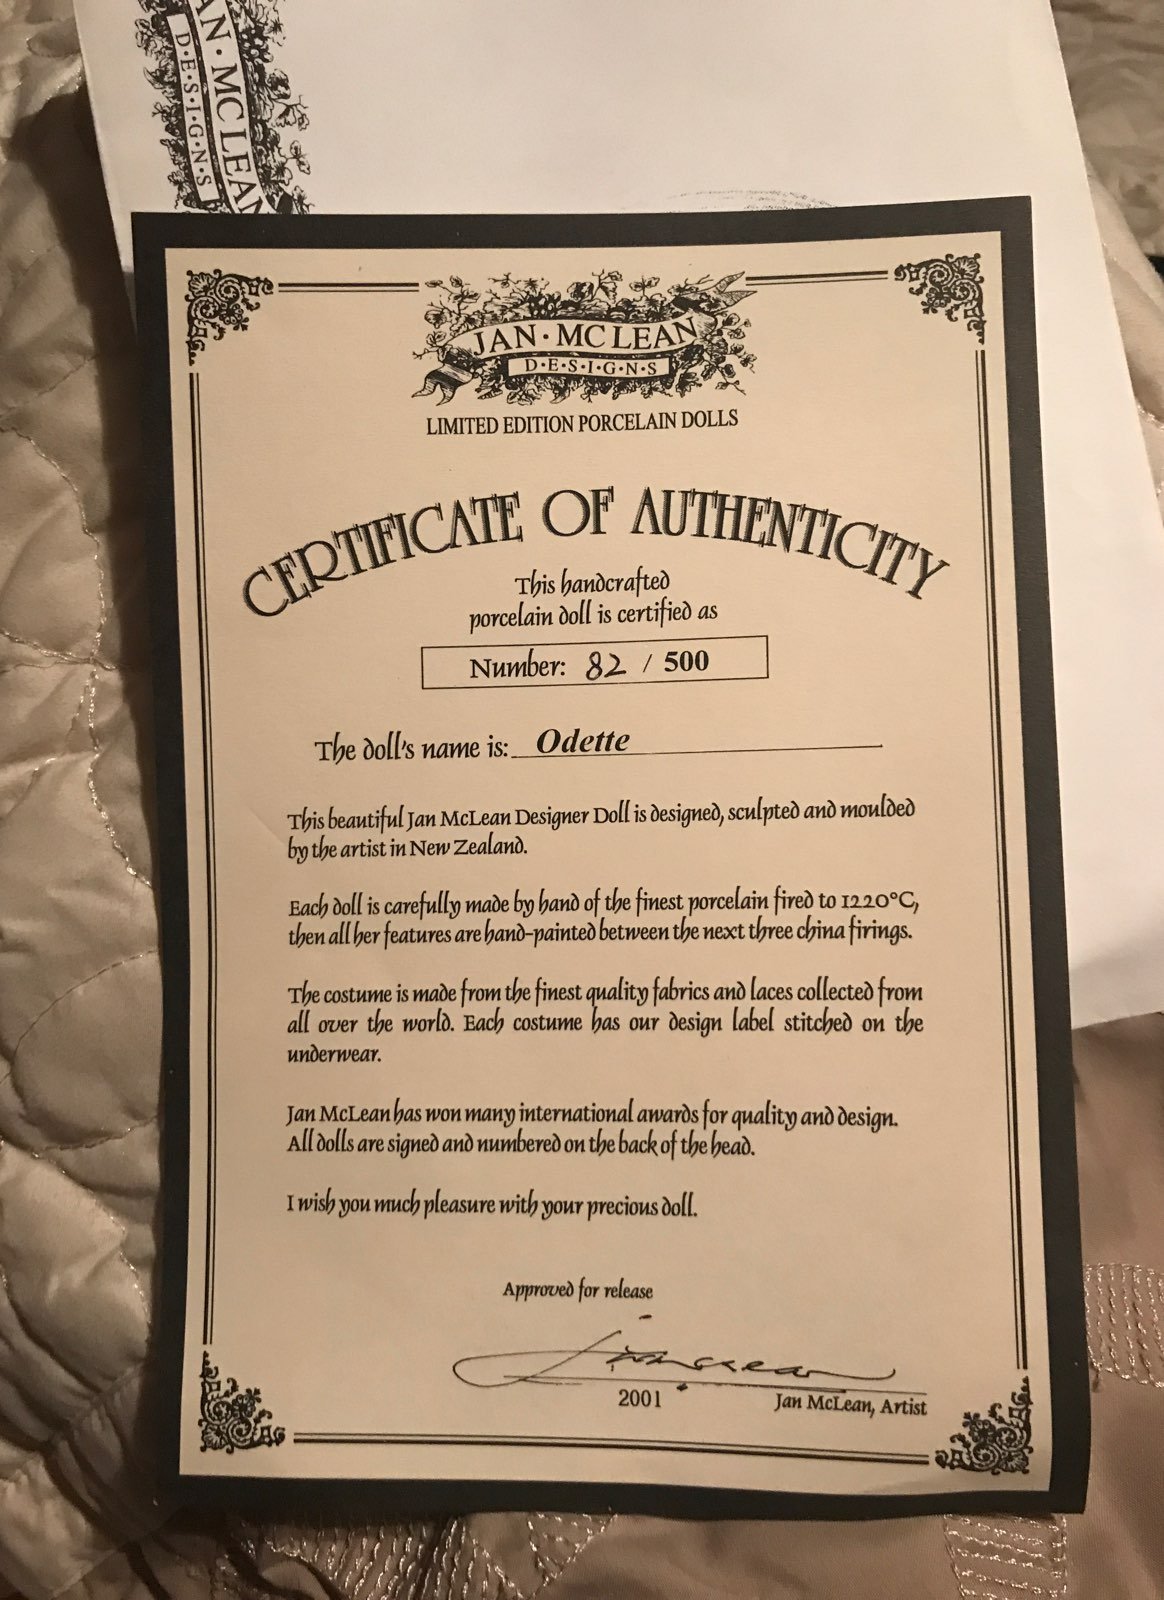 JAN · MC LEAN
D·E·S·I·G·N·S
JAN · MC LEAN
D·E·S·I·G·N·S
LIMITED EDITION PORCELAIN DOLLS
CERTIFICATE OF AUTHENTICITY
This handcrafted
porcelain doll is certified as
Number: 82 / 500
The doll's name is: Odette
This beautiful Jan McLean Designer Doll is designed, sculpted and moulded
by the artist in New Zealand.
Each doll is carefully made by hand of the finest porcelain fired to 1220°C,
then all her features are hand-painted between the next three china firings.
The costume is made from the finest quality fabrics and laces collected from
all over the world. Each costume has our design label stitched on the
underwear.
Jan McLean has won many international awards for quality and design.
All dolls are signed and numbered on the back of the head.
I wish you much pleasure with your precious doll.
Approved for release
Jan McLean
2001 Jan McLean, Artist